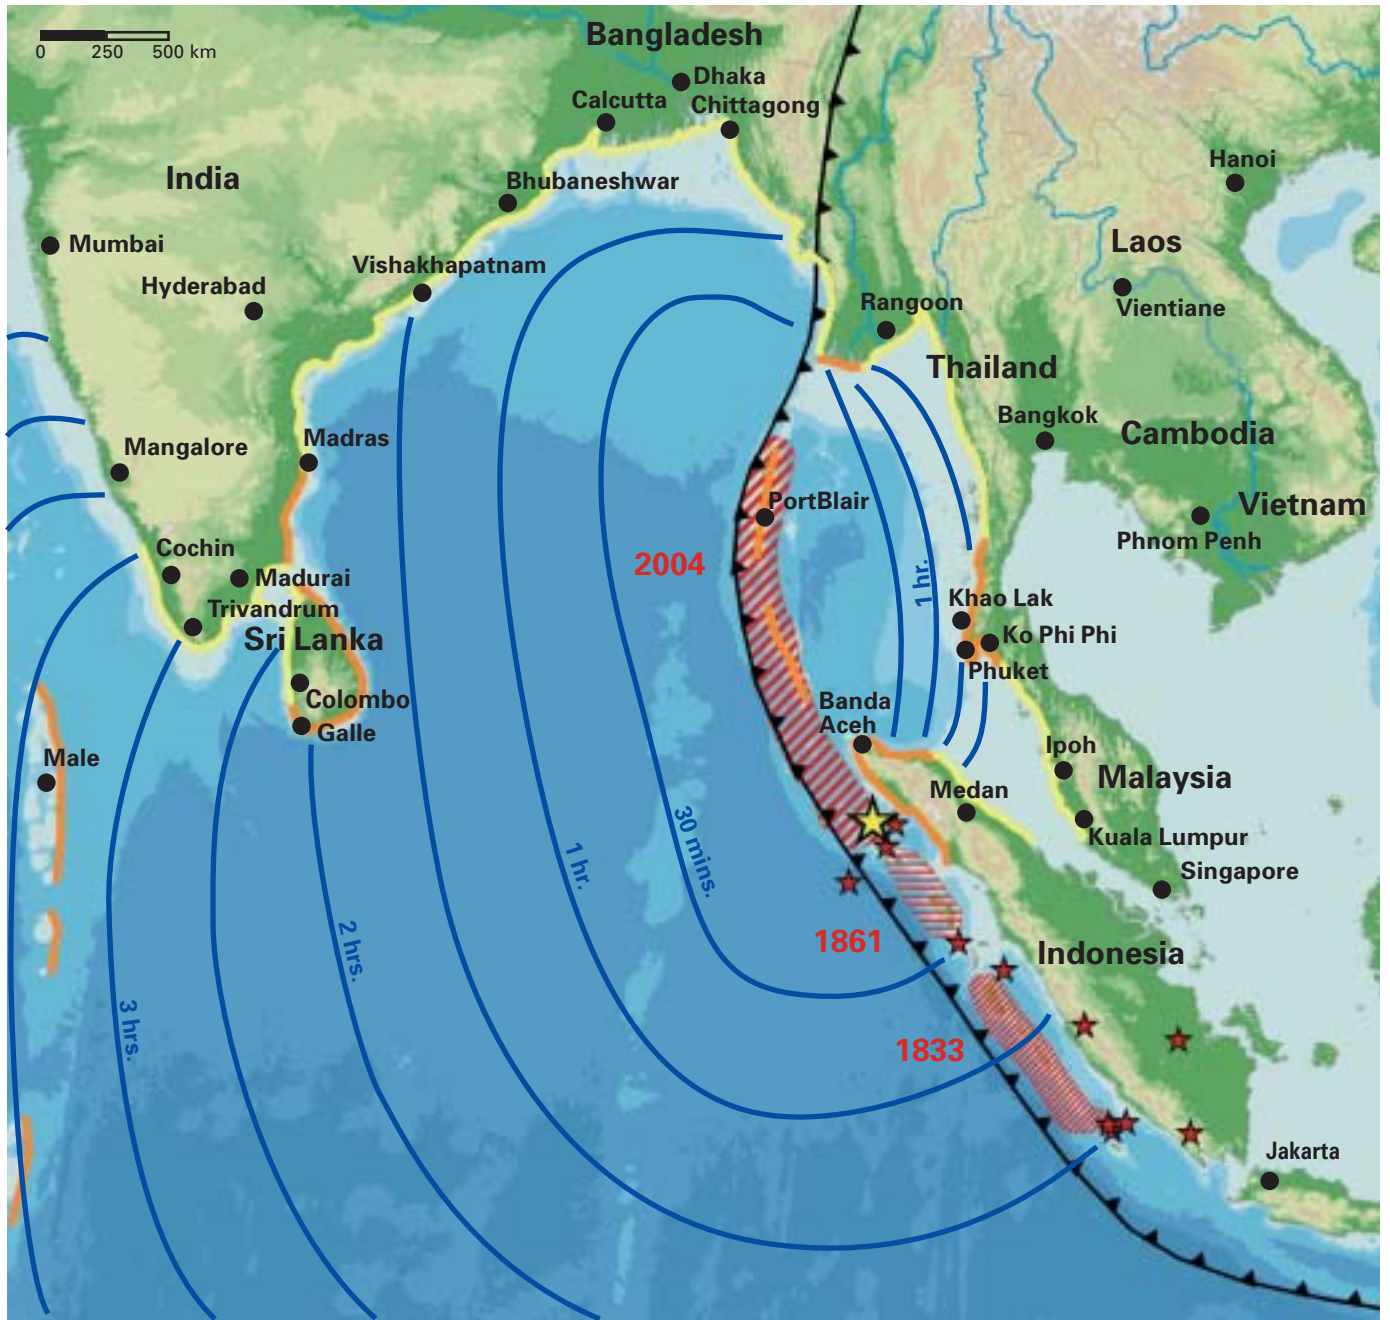 0 250 500 km
Bangladesh
Dhaka
Calcutta
Chittagong
Hanoi
India
Bhubaneshwar
Mumbai
Laos
Vishakhapatnam
Hyderabad
Rangoon
Vientiane
Thailand
Bangkok
Cambodia
Madras
Mangalore
PortBlair
Vietnam
Phnom Penh
Cochin
2004
1 hr.
Madurai
Khao Lak
Trivandrum
Sri Lanka
Ko Phi Phi
Phuket
Colombo
Banda
Aceh
Galle
Male
Ipoh
Malaysia
Medan
30 mins.
Kuala Lumpur
1 hr.
Singapore
1861
2 hrs.
Indonesia
3 hrs.
1833
Jakarta